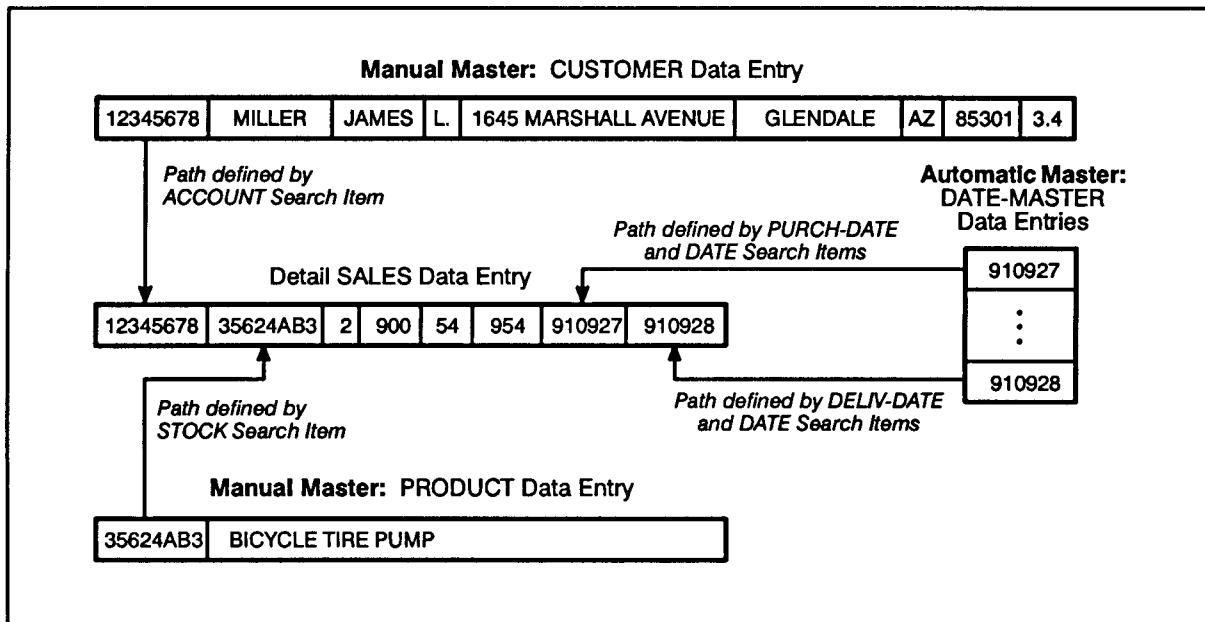 Manual Master: CUSTOMER Data Entry
12345678 MILLER JAMES L. 1645 MARSHALL AVENUE GLENDALE AZ 85301 3.4
Path defined by
ACCOUNT Search Item
Automatic Master:
DATE-MASTER
Data Entries
Path defined by PURCH-DATE
and DATE Search Items
910927
Detail SALES Data Entry
12345678 35624AB3 2 900 54 954 910927 910928
910928
Path defined by
STOCK Search Item
Path defined by DELIV-DATE
and DATE Search Items
Manual Master: PRODUCT Data Entry
35624AB3 BICYCLE TIRE PUMP